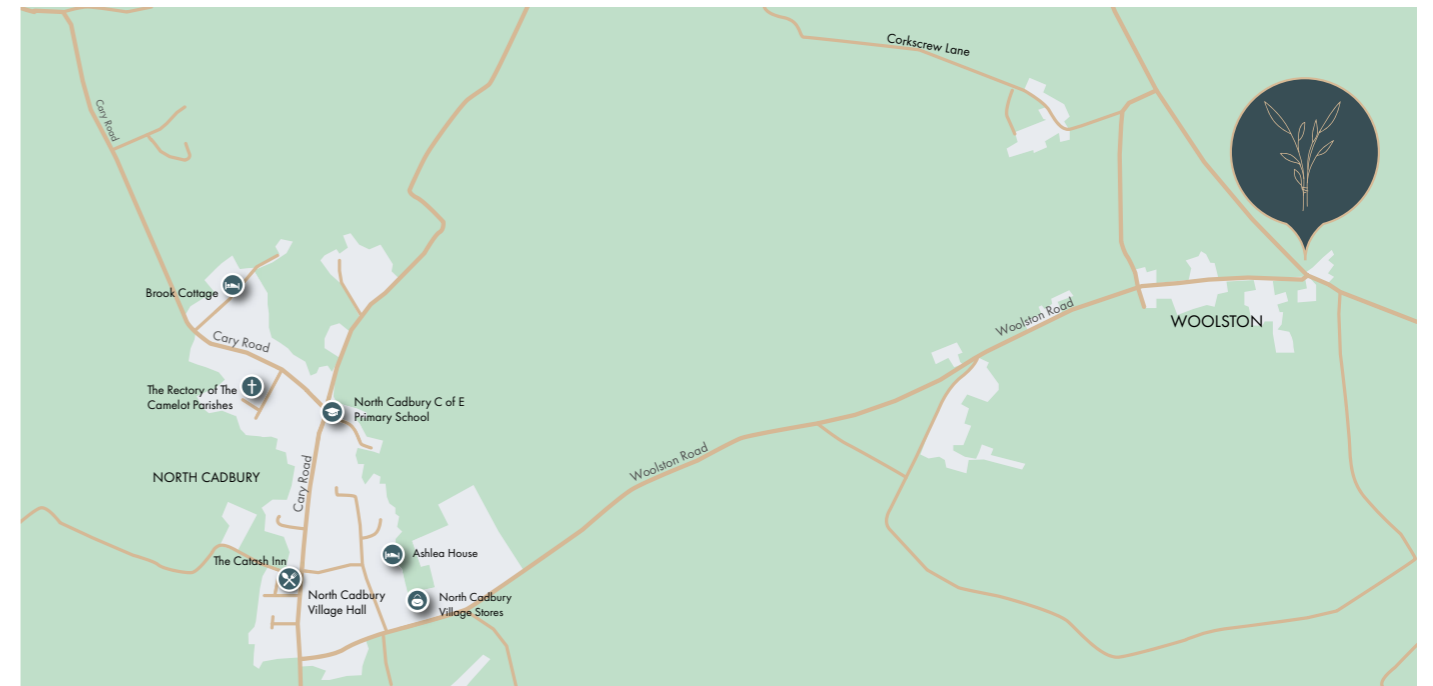 Corkscrew Lane
Cary Road
Brook Cottage
Woolston Road
WOOLSTON
Cary Road
The Rectory of The
Camelot Parishes
North Cadbury C of E
Primary School
Woolston Road
NORTH CADBURY
Cary Road
Ashlea House
The Catash Inn
North Cadbury
Village Hall
North Cadbury
Village Stores